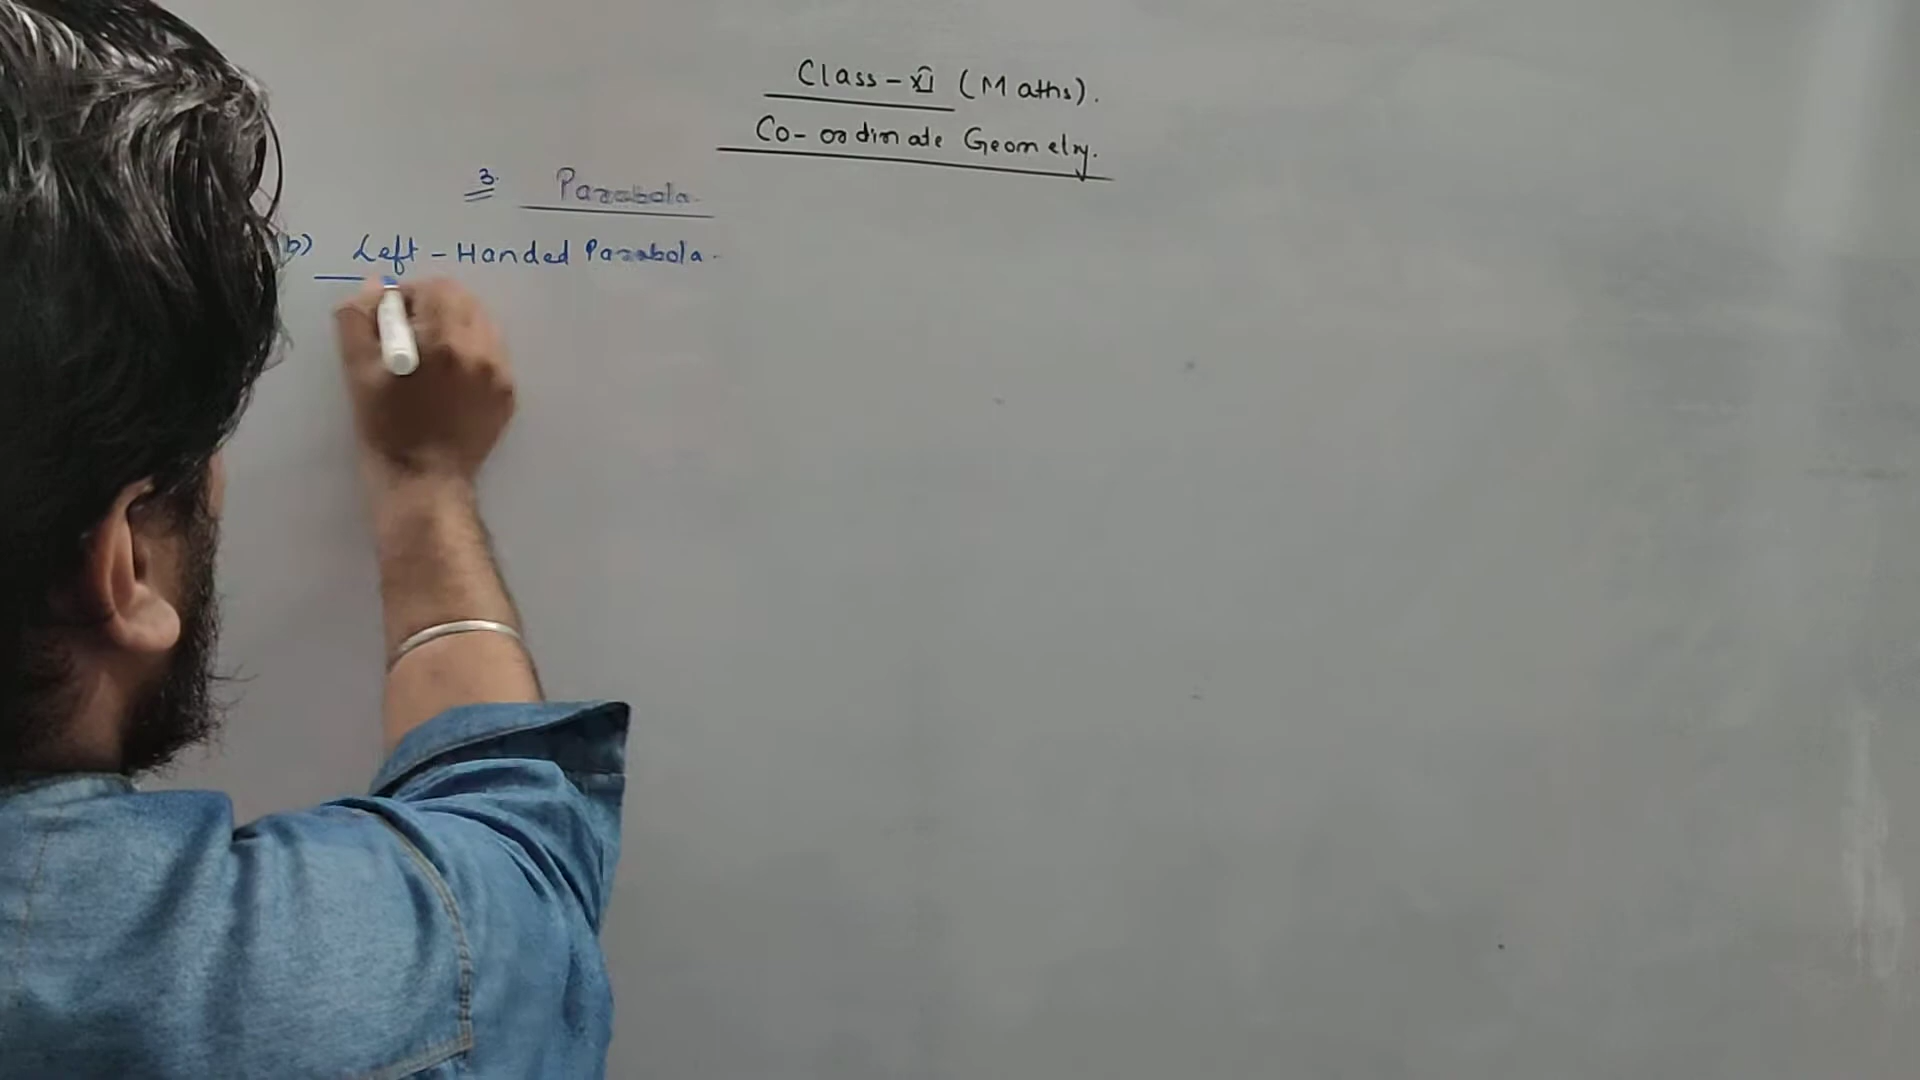 Class-XI (Maths).
Co-ordinate Geometry.
3. Parabola.
b) Left-Handed Parabola.